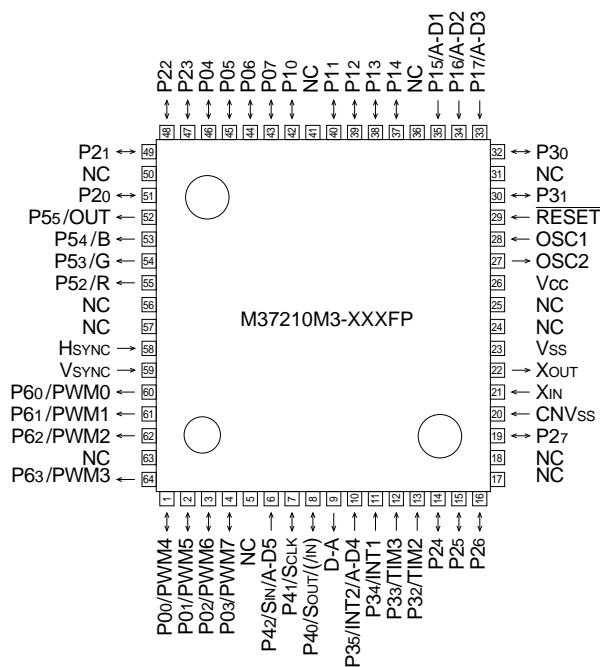 P22
P23
P04
P05
P06
P07
P10
NC
P11
P12
P13
P14
NC
P15/A-D1
P16/A-D2
P17/A-D3
48 47 46 45 44 43 42 41 40 39 38 37 36 35 34 33
P21 49
NC 50
P20 51
P55/OUT 52
P54/B 53
P53/G 54
P52/R 55
NC 56
NC 57
HSYNC 58
VSYNC 59
P60/PWM0 60
P61/PWM1 61
P62/PWM2 62
NC 63
P63/PWM3 64
M37210M3-XXXFP
32 P30
31 NC
30 P31
29 RESET
28 OSC1
27 OSC2
26 VCC
25 NC
24 NC
23 VSS
22 XOUT
21 XIN
20 CNVSS
19 P27
18 NC
17 NC
1 2 3 4 5 6 7 8 9 10 11 12 13 14 15 16
P00/PWM4
P01/PWM5
P02/PWM6
P03/PWM7
NC
P42/SIN/A-D5
P41/SCLK
P40/SOUT/(/IN)
D-A
P35/INT2/A-D4
P34/INT1
P33/TIM3
P32/TIM2
P24
P25
P26